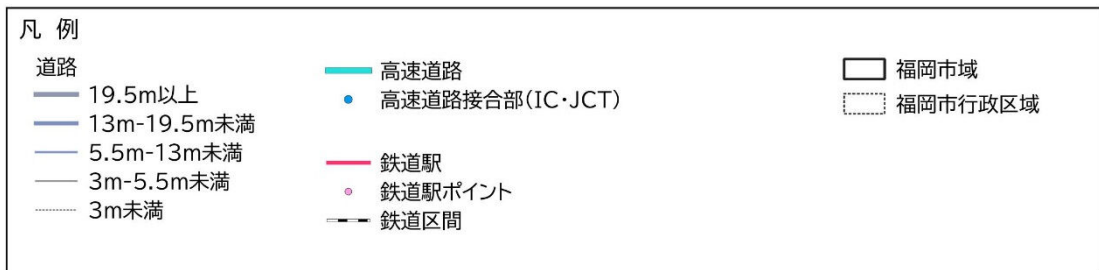 凡 例
道路
19.5m以上
13m-19.5m未満
5.5m-13m未満
3m-5.5m未満
3m未満
高速道路
高速道路接合部(IC・JCT)
鉄道駅
鉄道駅ポイント
鉄道区間
福岡市域
福岡市行政区域